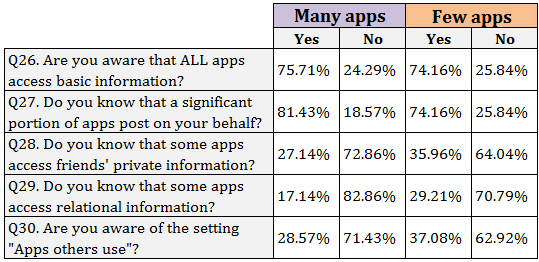 Many apps Few apps
Yes No Yes No
Q26. Are you aware that ALL apps
access basic information?
75.71% 24.29% 74.16% 25.84%
Q27. Do you know that a significant
portion of apps post on your behalf?
81.43% 18.57% 74.16% 25.84%
Q28. Do you know that some apps
access friends' private information?
27.14% 72.86% 35.96% 64.04%
Q29. Do you know that some apps
access relational information?
17.14% 82.86% 29.21% 70.79%
Q30. Are you aware of the setting
"Apps others use"?
28.57% 71.43% 37.08% 62.92%